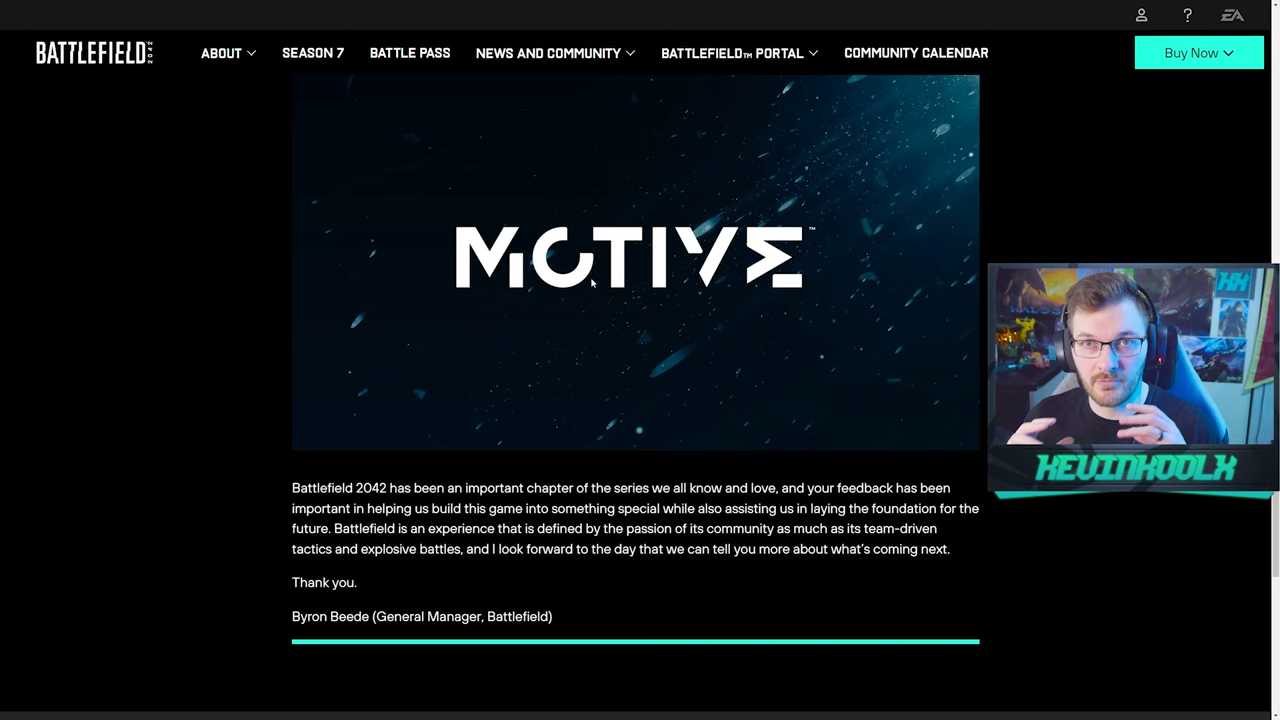 EA
BATTLEFIELD 2042
ABOUT
SEASON 7
BATTLE PASS
NEWS AND COMMUNITY
BATTLEFIELD™ PORTAL
COMMUNITY CALENDAR
Buy Now
MOTIVE™
KEVINKOOLX
Battlefield 2042 has been an important chapter of the series we all know and love, and your feedback has been
important in helping us build this game into something special while also assisting us in laying the foundation for the
future. Battlefield is an experience that is defined by the passion of its community as much as its team-driven
tactics and explosive battles, and I look forward to the day that we can tell you more about what's coming next.
Thank you.
Byron Beede (General Manager, Battlefield)